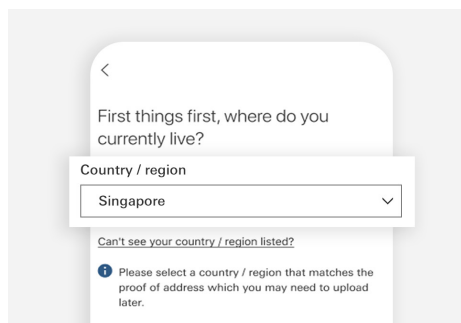 First things first, where do you
currently live?
Country / region
Singapore
Can't see your country / region listed?
Please select a country / region that matches the
proof of address which you may need to upload
later.